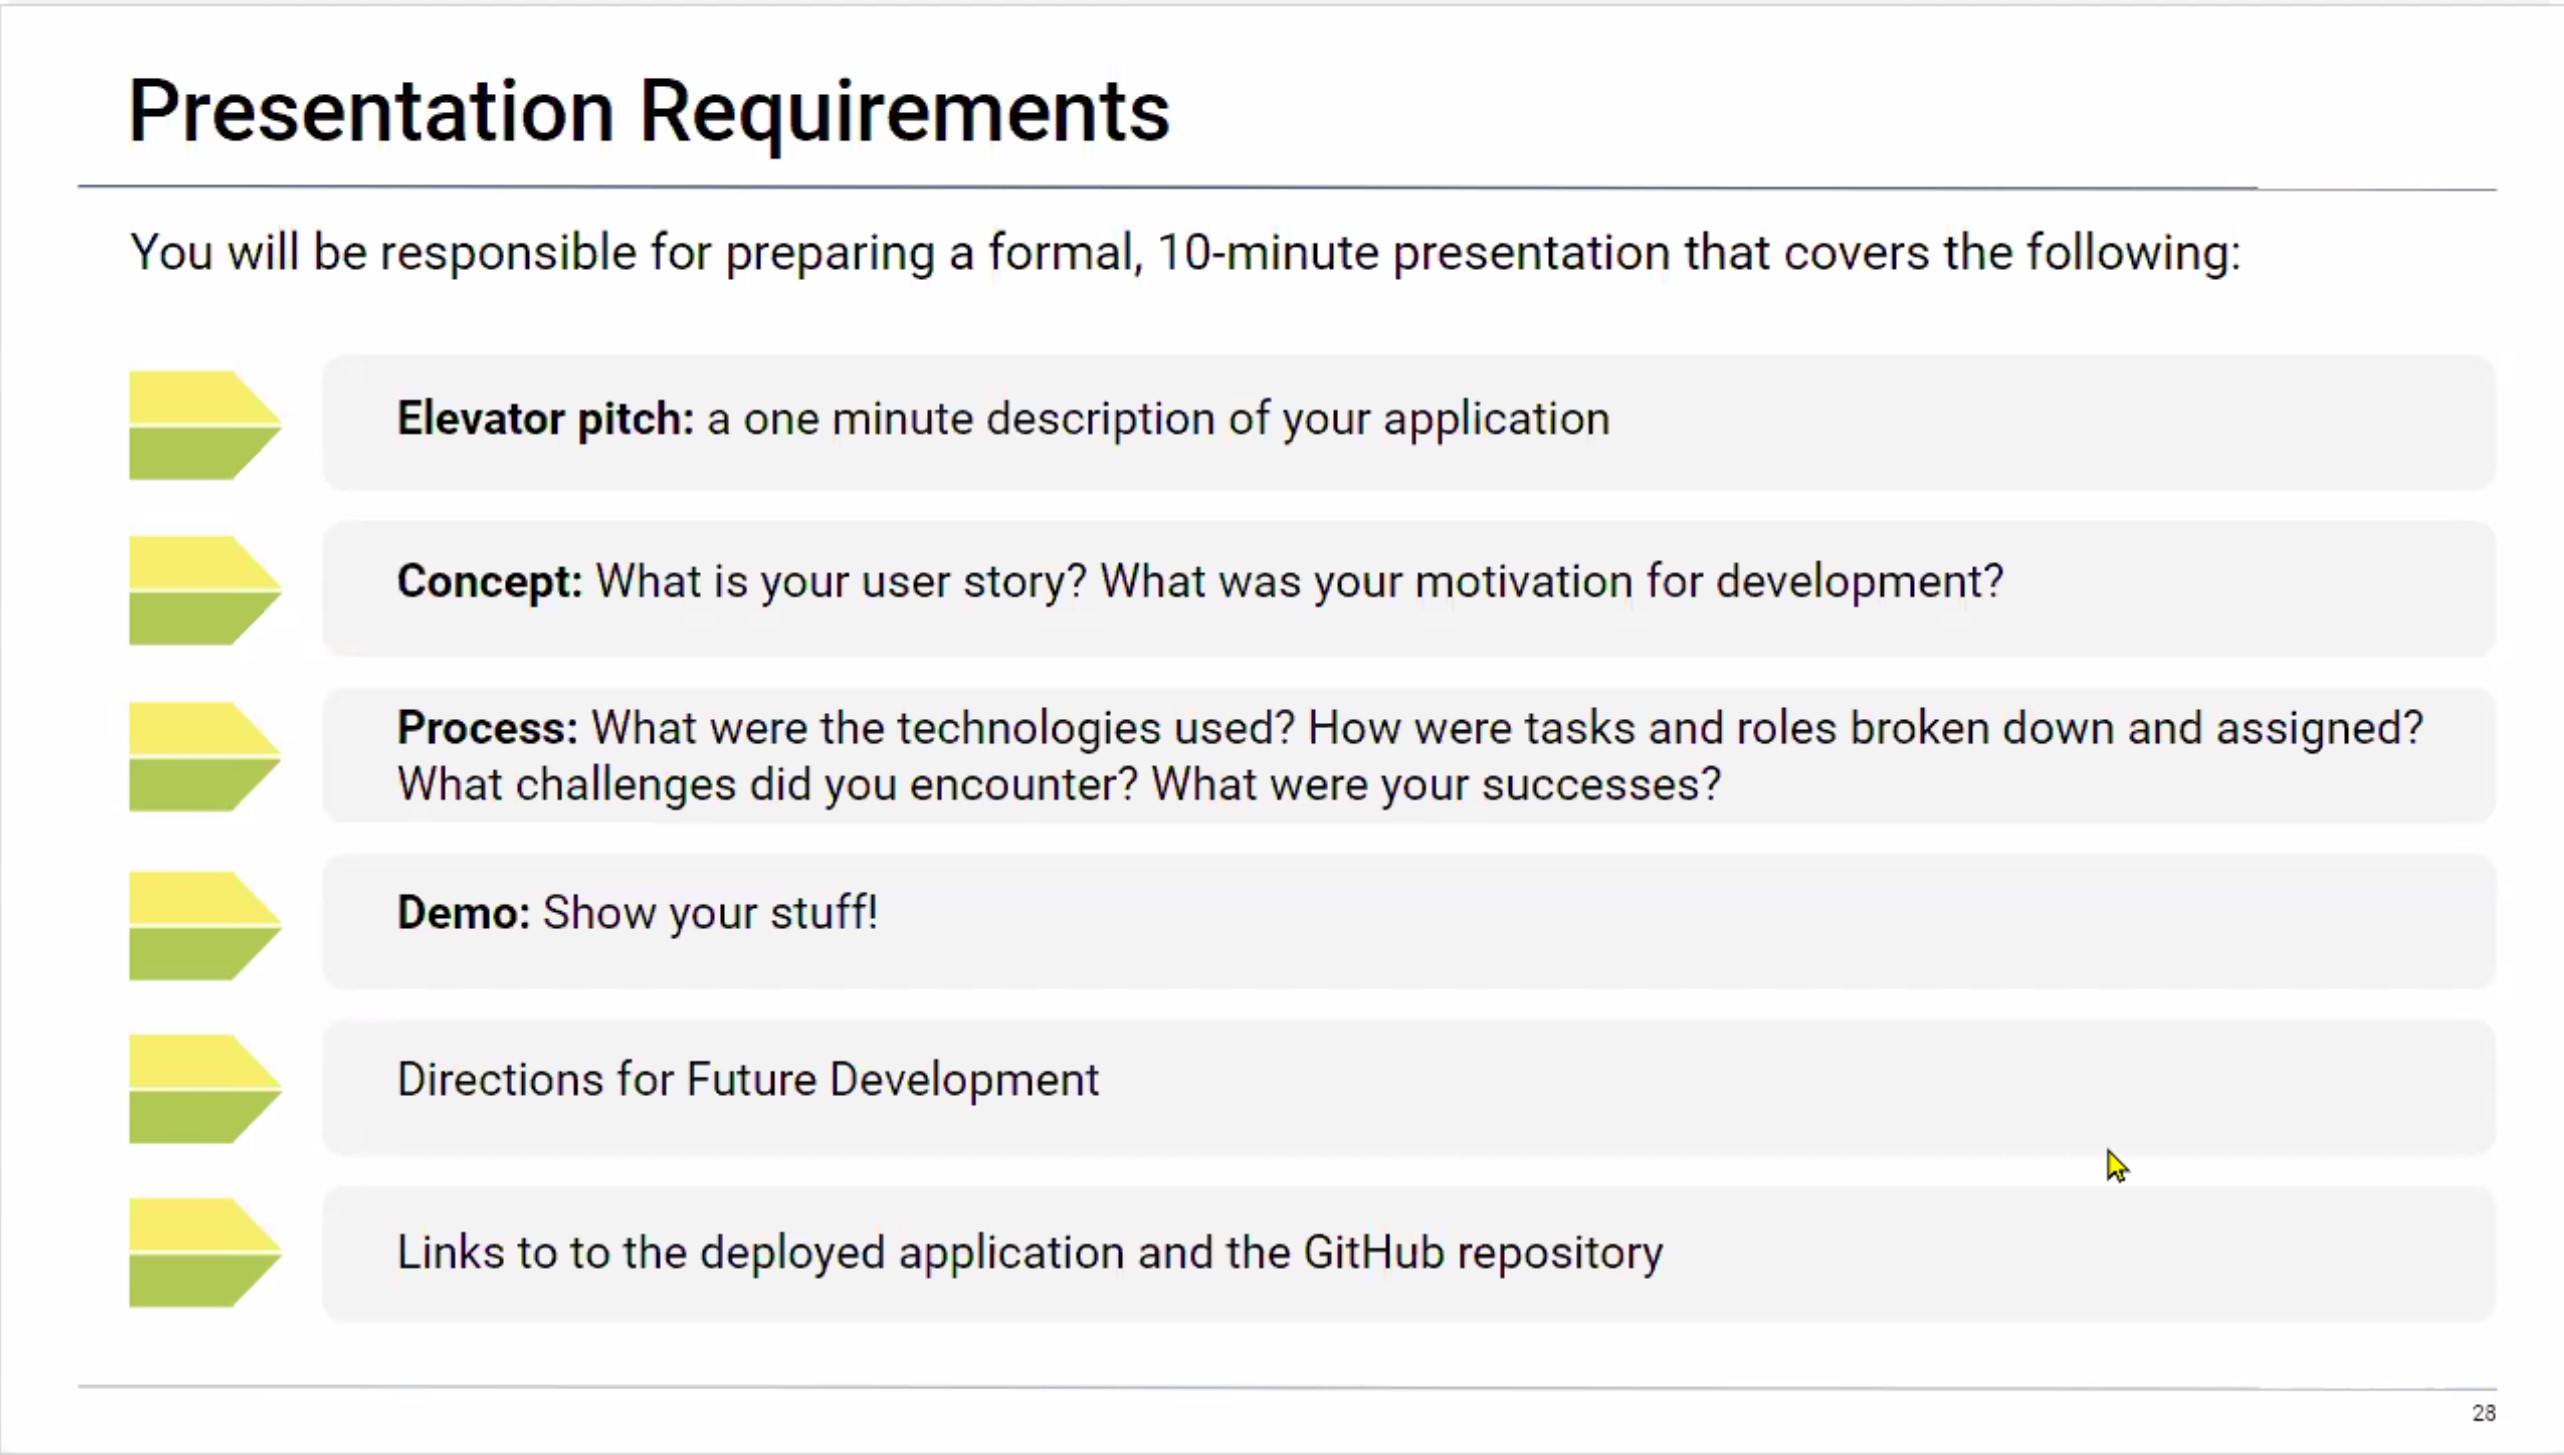 Presentation Requirements
You will be responsible for preparing a formal, 10-minute presentation that covers the following:
Elevator pitch: a one minute description of your application
Concept: What is your user story? What was your motivation for development?
Process: What were the technologies used? How were tasks and roles broken down and assigned?
What challenges did you encounter? What were your successes?
Demo: Show your stuff!
Directions for Future Development
Links to to the deployed application and the GitHub repository
28